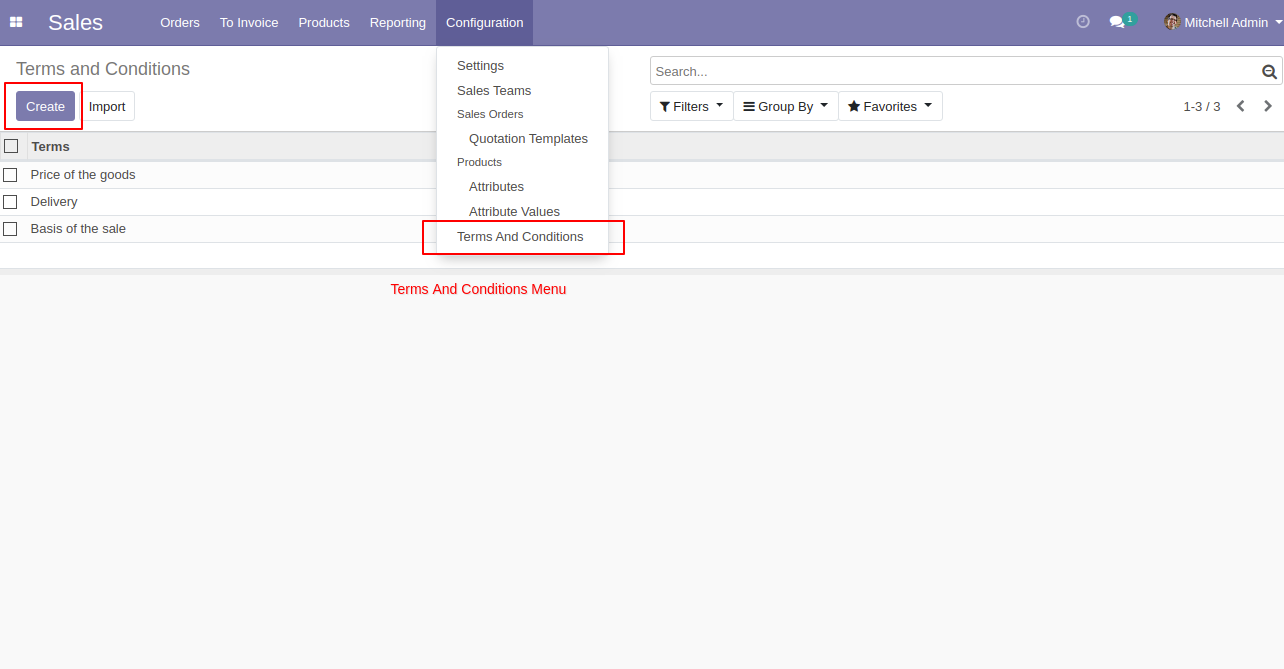 Sales Orders To Invoice Products Reporting Configuration 1 Mitchell Admin
Terms and Conditions
Search...
Create Import
Filters Group By Favorites 1-3 / 3
Settings
Sales Teams
Sales Orders
Quotation Templates
Products
Attributes
Attribute Values
Terms And Conditions
Terms
Price of the goods
Delivery
Basis of the sale
Terms And Conditions Menu